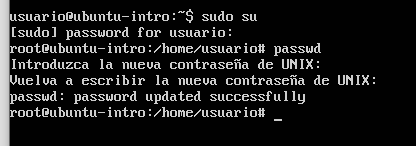 usuario@ubuntu-intro:~$ sudo su
[sudo] password for usuario:
root@ubuntu-intro:/home/usuario# passwd
Introduzca la nueva contraseña de UNIX:
Vuelva a escribir la nueva contraseña de UNIX:
passwd: password updated successfully
root@ubuntu-intro:/home/usuario# _